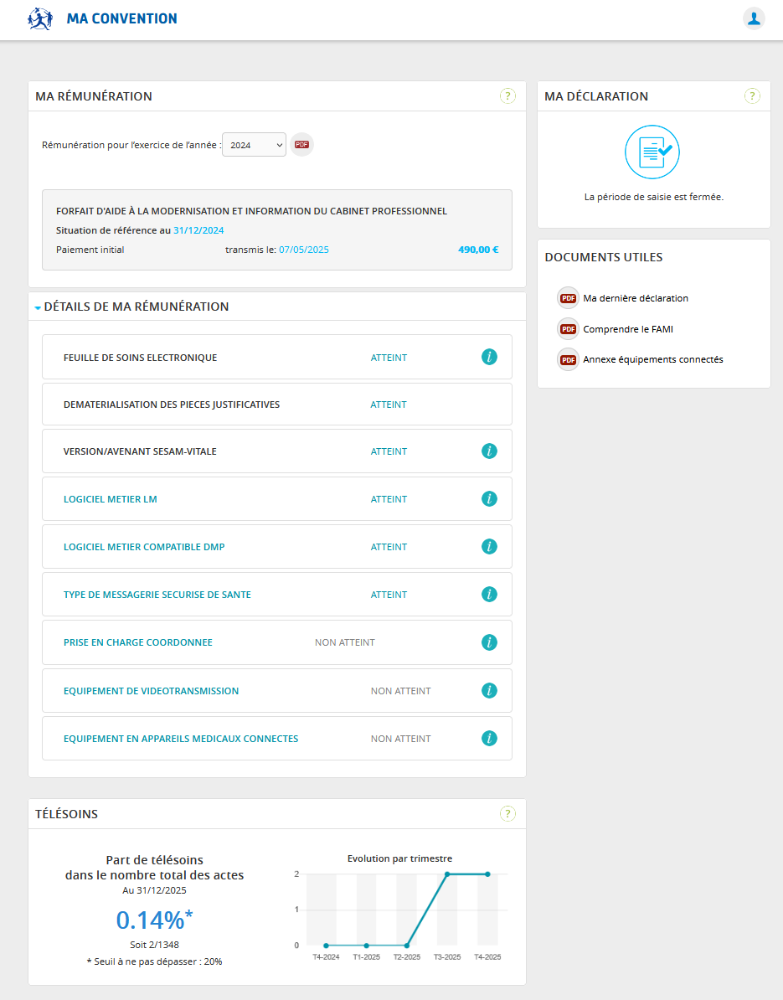 MA CONVENTION
MA RÉMUNÉRATION ?
Rémunération pour l'exercice de l'année : 2024 PDF
FORFAIT D'AIDE À LA MODERNISATION ET INFORMATION DU CABINET PROFESSIONNEL
Situation de référence au 31/12/2024
Paiement initial transmis le: 07/05/2025 490,00 €
DÉTAILS DE MA RÉMUNÉRATION
FEUILLE DE SOINS ELECTRONIQUE ATTEINT i
DEMATERIALISATION DES PIECES JUSTIFICATIVES ATTEINT
VERSION/AVENANT SESAM-VITALE ATTEINT i
LOGICIEL METIER LM ATTEINT i
LOGICIEL METIER COMPATIBLE DMP ATTEINT i
TYPE DE MESSAGERIE SECURISE DE SANTE ATTEINT i
PRISE EN CHARGE COORDONNEE NON ATTEINT i
EQUIPEMENT DE VIDEOTRANSMISSION NON ATTEINT i
EQUIPEMENT EN APPAREILS MEDICAUX CONNECTES NON ATTEINT i
TÉLÉSOINS ?
Part de télésoins
dans le nombre total des actes
Au 31/12/2025
0.14%*
Soit 2/1348
* Seuil à ne pas dépasser : 20%
Evolution par trimestre
2
1
0
T4-2024 T1-2025 T2-2025 T3-2025 T4-2025
MA DÉCLARATION ?
La période de saisie est fermée.
DOCUMENTS UTILES
PDF Ma dernière déclaration
PDF Comprendre le FAMI
PDF Annexe équipements connectés